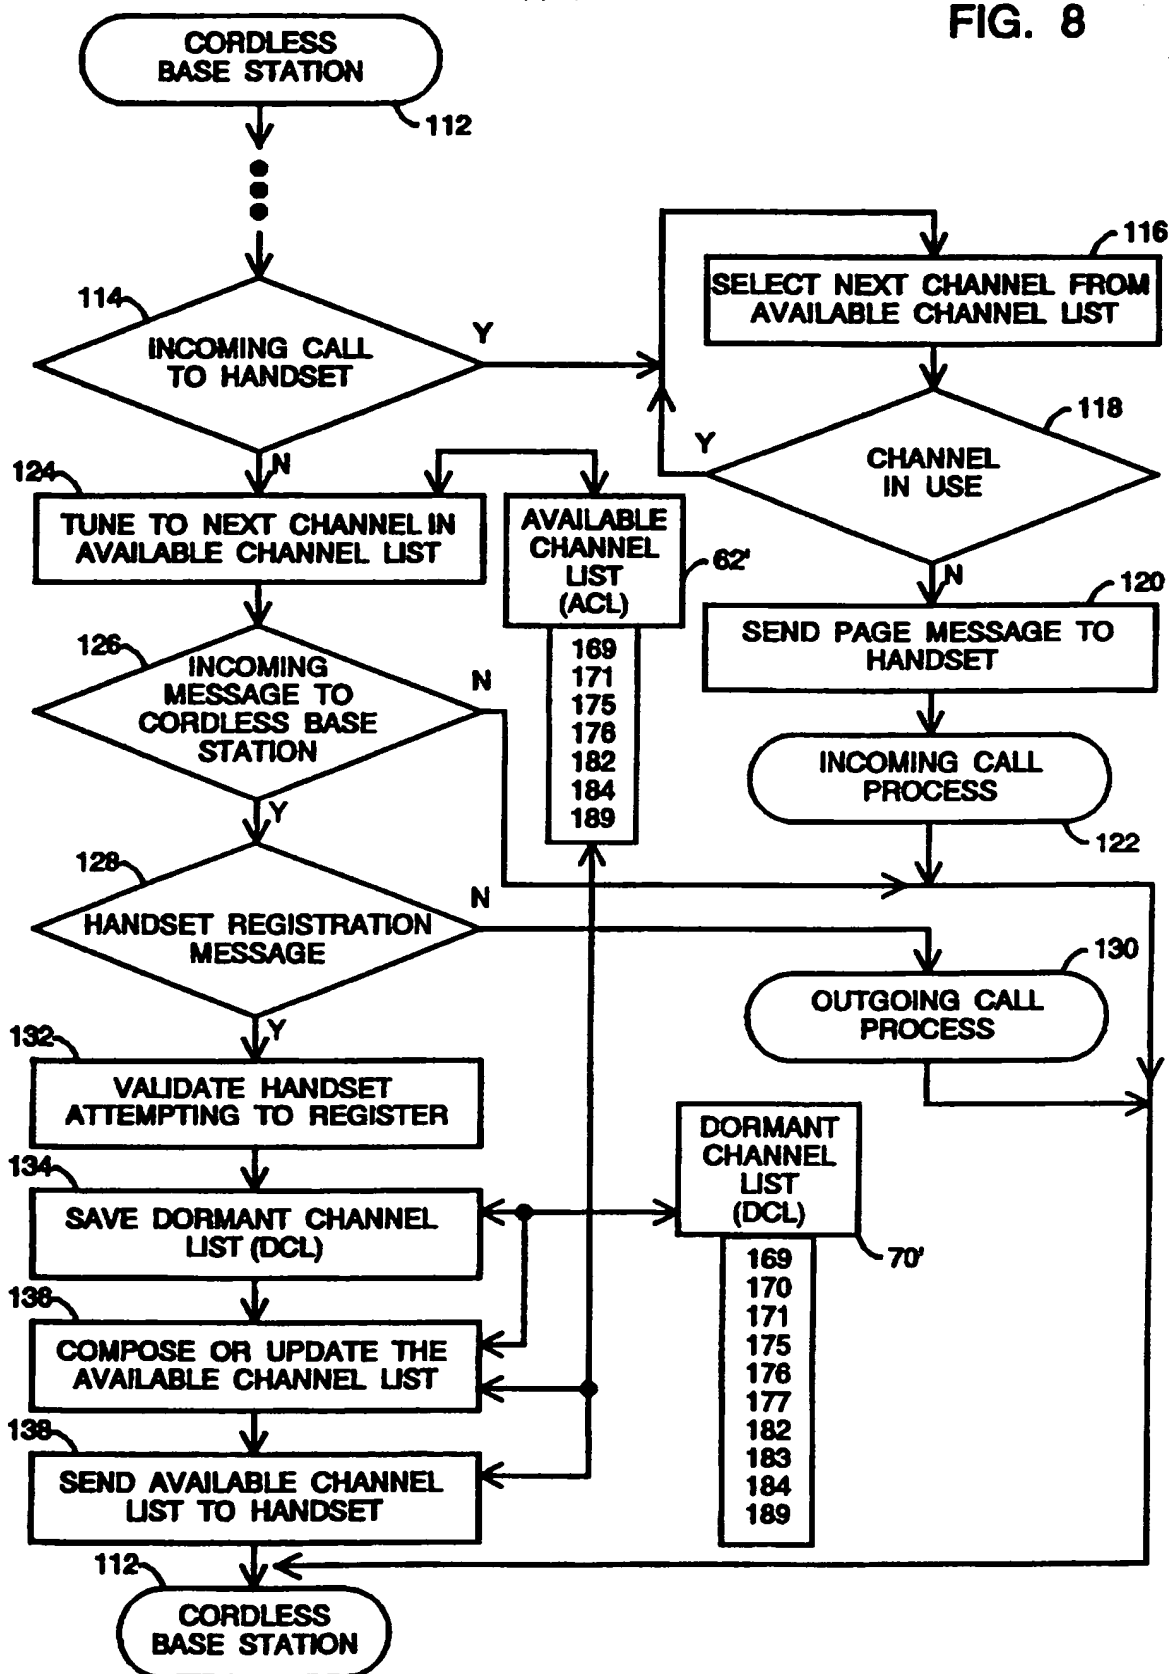 FIG. 8
CORDLESS
BASE STATION
112
114
INCOMING CALL
TO HANDSET
Y
N
116
SELECT NEXT CHANNEL FROM
AVAILABLE CHANNEL LIST
118
CHANNEL
IN USE
Y
N
120
SEND PAGE MESSAGE TO
HANDSET
INCOMING CALL
PROCESS
122
124
TUNE TO NEXT CHANNEL IN
AVAILABLE CHANNEL LIST
AVAILABLE
CHANNEL
LIST
(ACL)
62'
169
171
175
176
182
184
189
126
INCOMING
MESSAGE TO
CORDLESS BASE
STATION
N
Y
128
HANDSET REGISTRATION
MESSAGE
N
Y
130
OUTGOING CALL
PROCESS
132
VALIDATE HANDSET
ATTEMPTING TO REGISTER
134
SAVE DORMANT CHANNEL
LIST (DCL)
DORMANT
CHANNEL
LIST
(DCL)
70'
169
170
171
175
176
177
182
183
184
189
136
COMPOSE OR UPDATE THE
AVAILABLE CHANNEL LIST
138
SEND AVAILABLE CHANNEL
LIST TO HANDSET
112
CORDLESS
BASE STATION